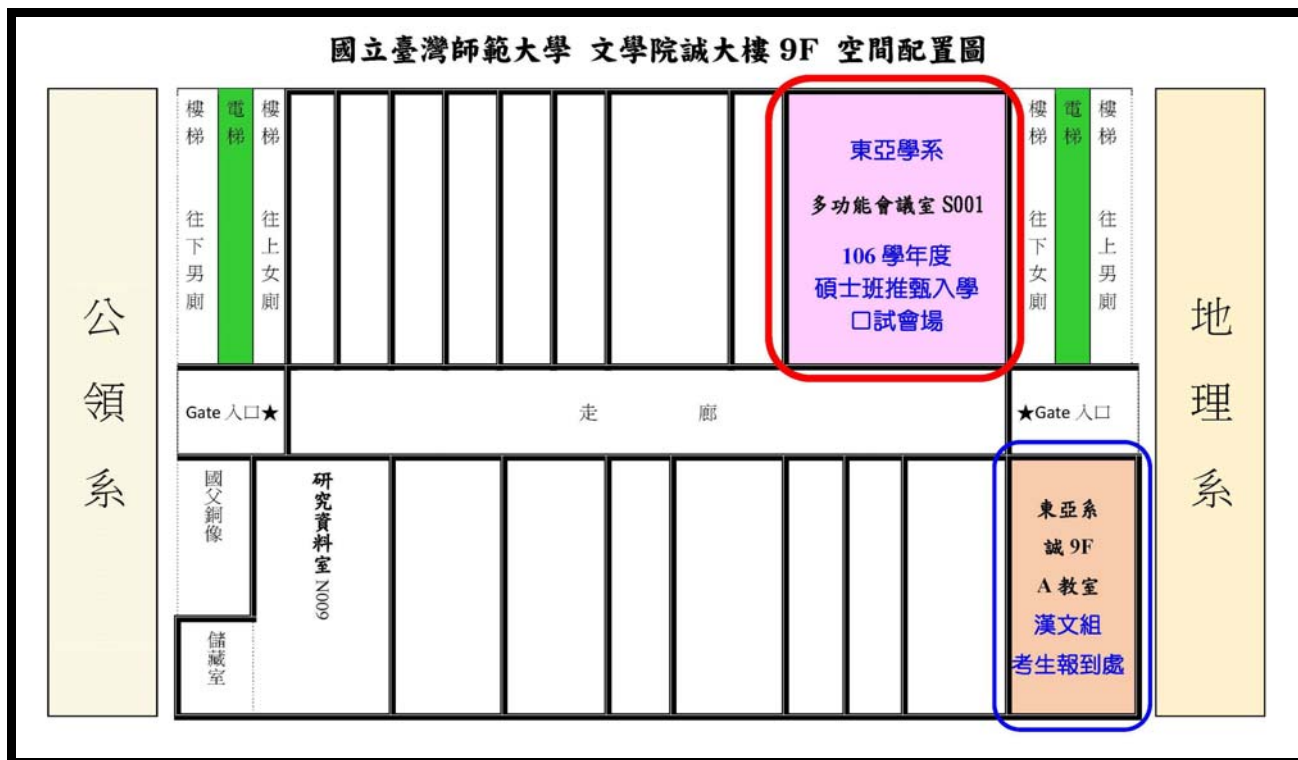 國立臺灣師範大學 文學院誠大樓 9F 空間配置圖
公領系
樓梯 往下男廁
電梯
樓梯 往上女廁
東亞學系
多功能會議室 S001
106 學年度
碩士班推甄入學
口試會場
樓梯 往下女廁
電梯
樓梯 往上男廁
地理系
Gate 入口★
走廊
★Gate 入口
國父銅像
儲藏室
研究資料室 N009
東亞系
誠 9F
A 教室
漢文組
考生報到處